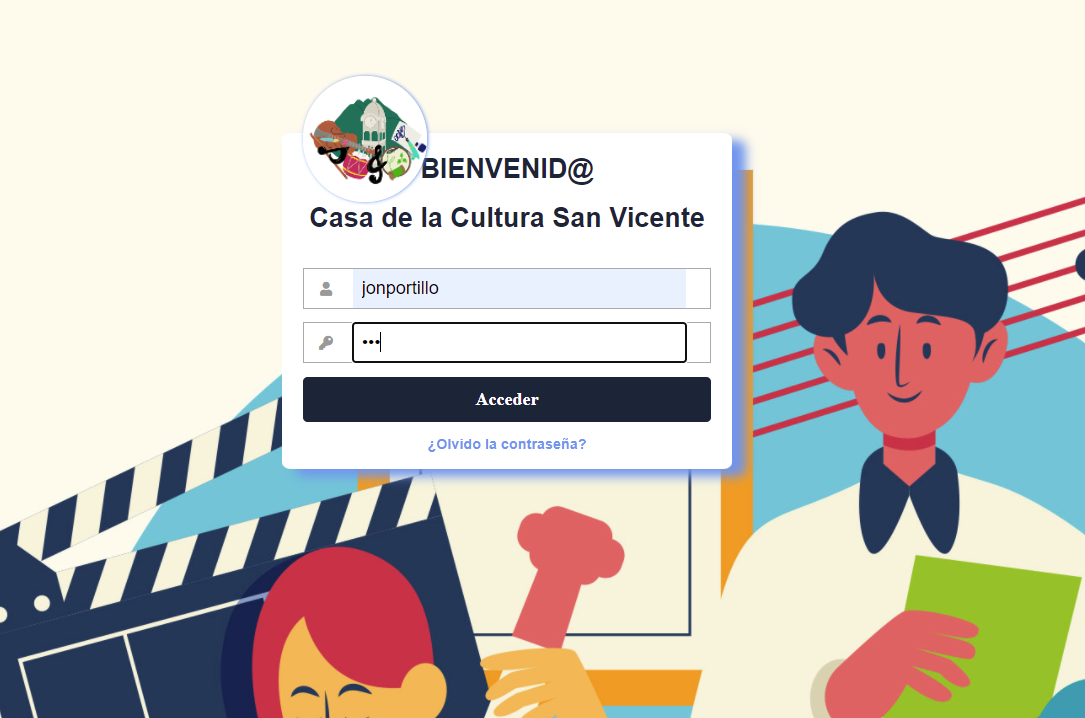 BIENVENID@
Casa de la Cultura San Vicente
jonportillo
•••
Acceder
¿Olvido la contraseña?